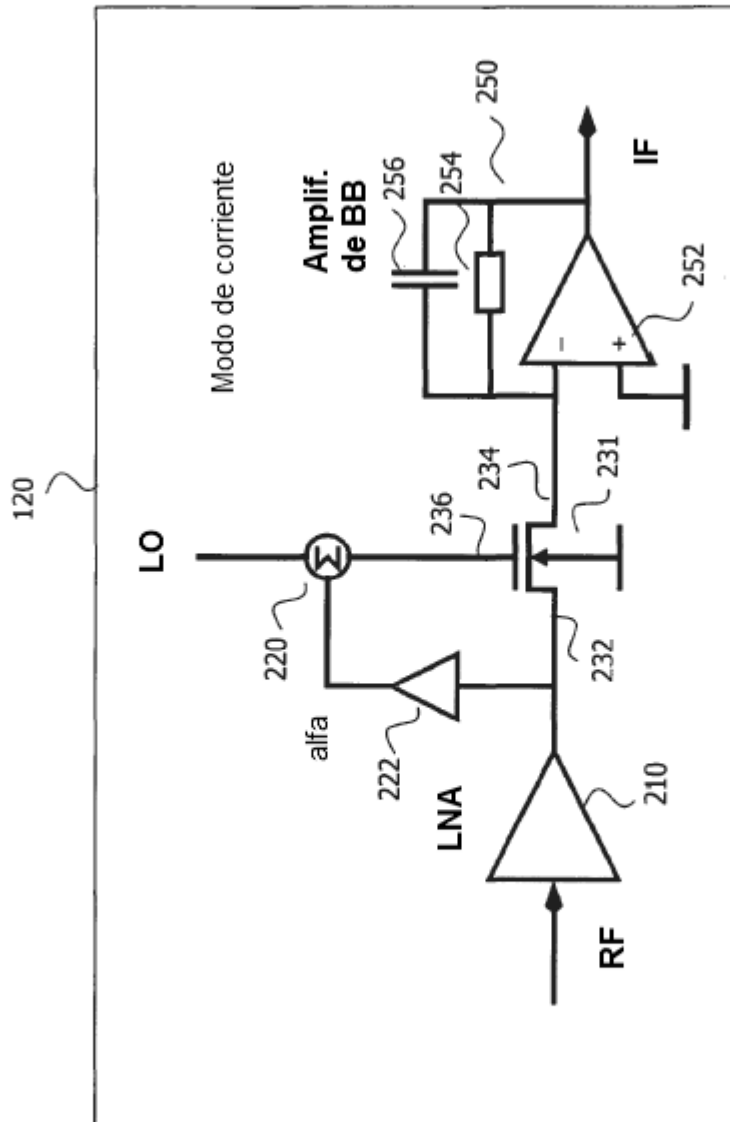 120
Modo de corriente
LO
Amplif.
de BB
256
254
250
Σ
220
236
alfa
222
234
LNA
232
231
−
+
252
210
RF
IF